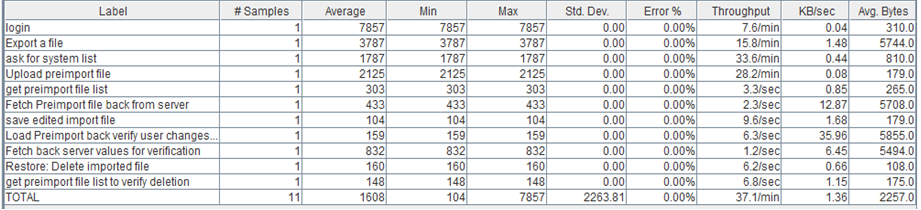 Label # Samples Average Min Max Std. Dev. Error % Throughput KB/sec Avg. Bytes
login 1 7857 7857 7857 0.00 0.00% 7.6/min 0.04 310.0
Export a file 1 3787 3787 3787 0.00 0.00% 15.8/min 1.48 5744.0
ask for system list 1 1787 1787 1787 0.00 0.00% 33.6/min 0.44 810.0
Upload preimport file 1 2125 2125 2125 0.00 0.00% 28.2/min 0.08 179.0
get preimport file list 1 303 303 303 0.00 0.00% 3.3/sec 0.85 265.0
Fetch Preimport file back from server 1 433 433 433 0.00 0.00% 2.3/sec 12.87 5708.0
save edited import file 1 104 104 104 0.00 0.00% 9.6/sec 1.68 179.0
Load Preimport back verify user changes... 1 159 159 159 0.00 0.00% 6.3/sec 35.96 5855.0
Fetch back server values for verification 1 832 832 832 0.00 0.00% 1.2/sec 6.45 5494.0
Restore: Delete imported file 1 160 160 160 0.00 0.00% 6.2/sec 0.66 108.0
get preimport file list to verify deletion 1 148 148 148 0.00 0.00% 6.8/sec 1.15 175.0
TOTAL 11 1608 104 7857 2263.81 0.00% 37.1/min 1.36 2257.0